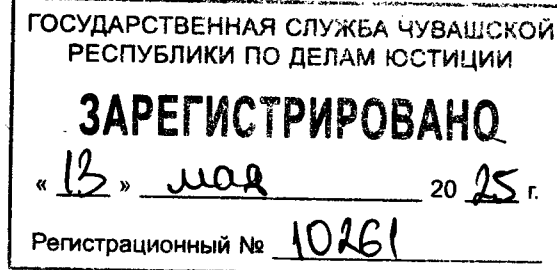 ГОСУДАРСТВЕННАЯ СЛУЖБА ЧУВАШСКОЙ
РЕСПУБЛИКИ ПО ДЕЛАМ ЮСТИЦИИ
ЗАРЕГИСТРИРОВАНО
« 13 » мая 20 25 г.
Регистрационный № 10261